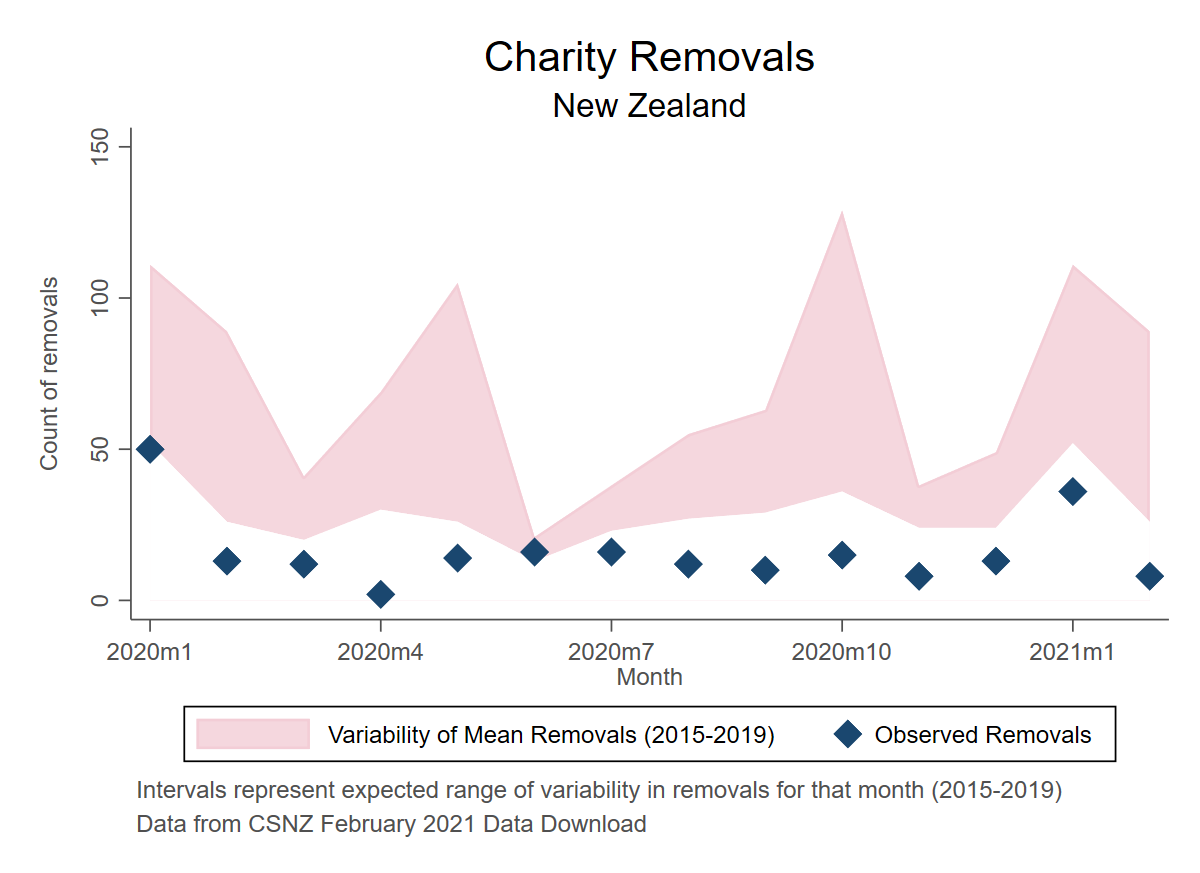 Charity Removals
New Zealand
Count of removals
150
100
50
0
2020m1 2020m4 2020m7 2020m10 2021m1
Month
Variability of Mean Removals (2015-2019) Observed Removals
Intervals represent expected range of variability in removals for that month (2015-2019)
Data from CSNZ February 2021 Data Download